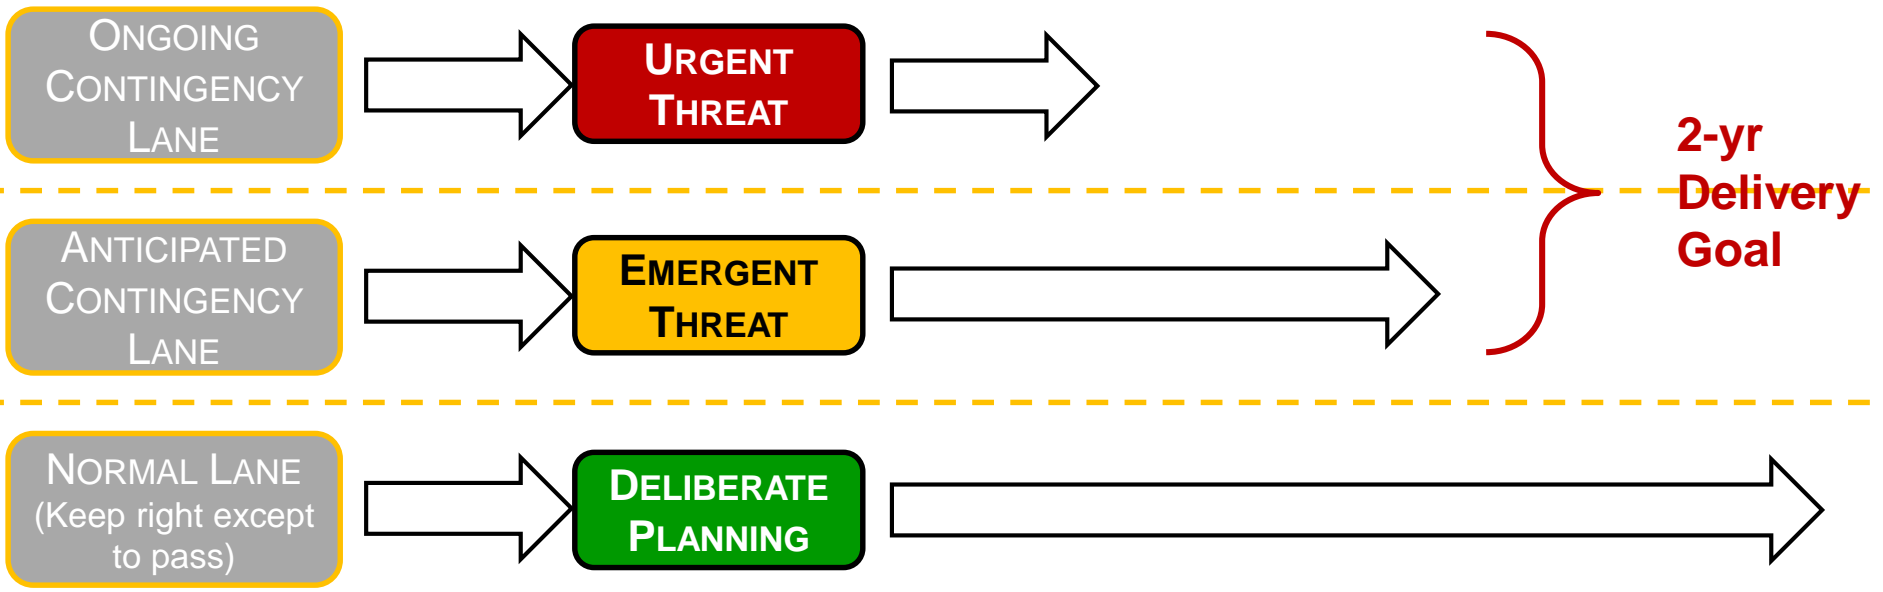 ONGOING
CONTINGENCY
LANE
URGENT
THREAT
2-yr
Delivery
Goal
ANTICIPATED
CONTINGENCY
LANE
EMERGENT
THREAT
NORMAL LANE
(Keep right except
to pass)
DELIBERATE
PLANNING